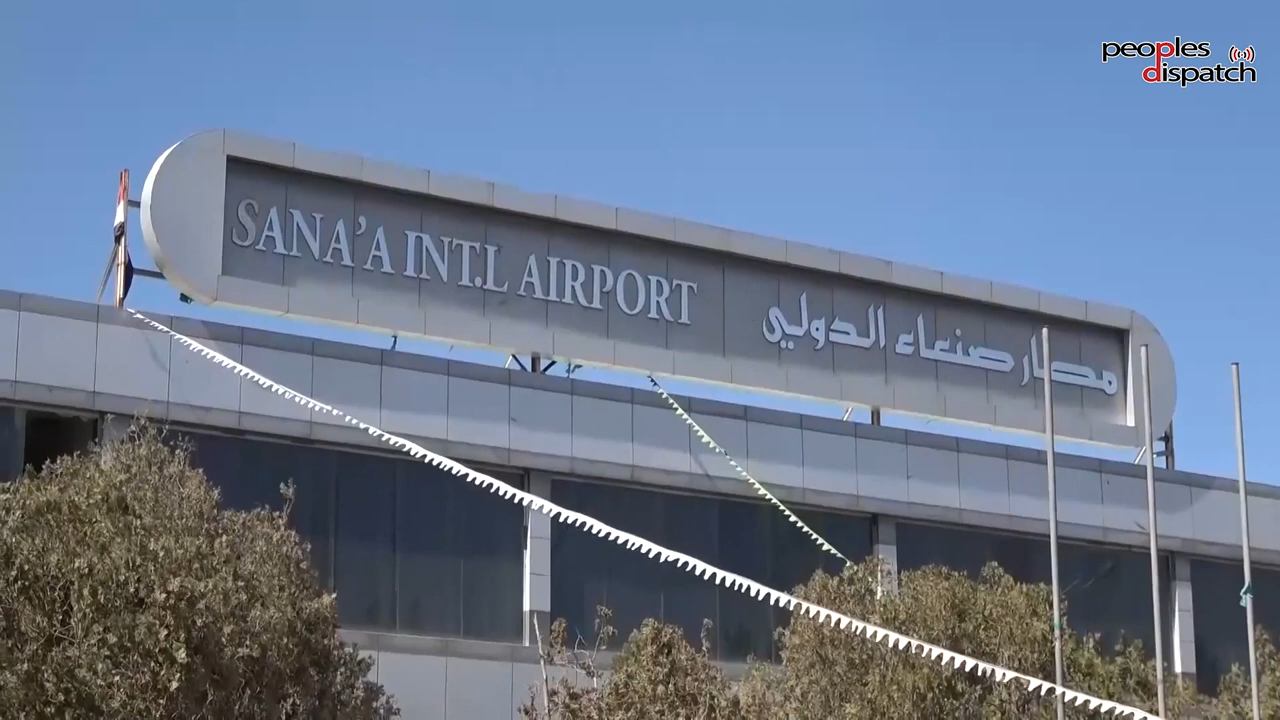 peoples
dispatch
SANA'A INT.L AIRPORT
مطار صنعاء الدولي